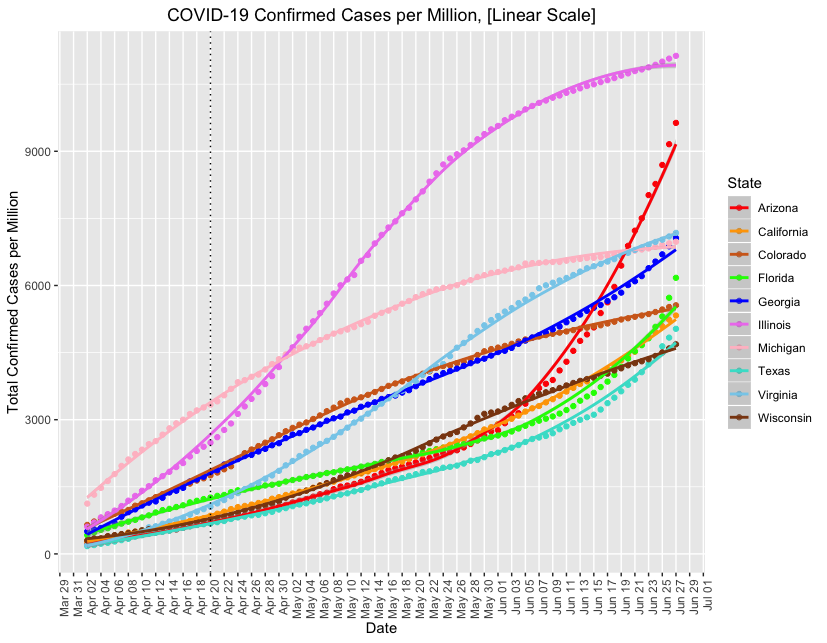 COVID-19 Confirmed Cases per Million, [Linear Scale]
Total Confirmed Cases per Million
9000
6000
3000
0
Mar 29
Mar 31
Apr 02
Apr 04
Apr 06
Apr 08
Apr 10
Apr 12
Apr 14
Apr 16
Apr 18
Apr 20
Apr 22
Apr 24
Apr 26
Apr 28
Apr 30
May 02
May 04
May 06
May 08
May 10
May 12
May 14
May 16
May 18
May 20
May 22
May 24
May 26
May 28
May 30
Jun 01
Jun 03
Jun 05
Jun 07
Jun 09
Jun 11
Jun 13
Jun 15
Jun 17
Jun 19
Jun 21
Jun 23
Jun 25
Jun 27
Jun 29
Jul 01
Date
State
Arizona
California
Colorado
Florida
Georgia
Illinois
Michigan
Texas
Virginia
Wisconsin